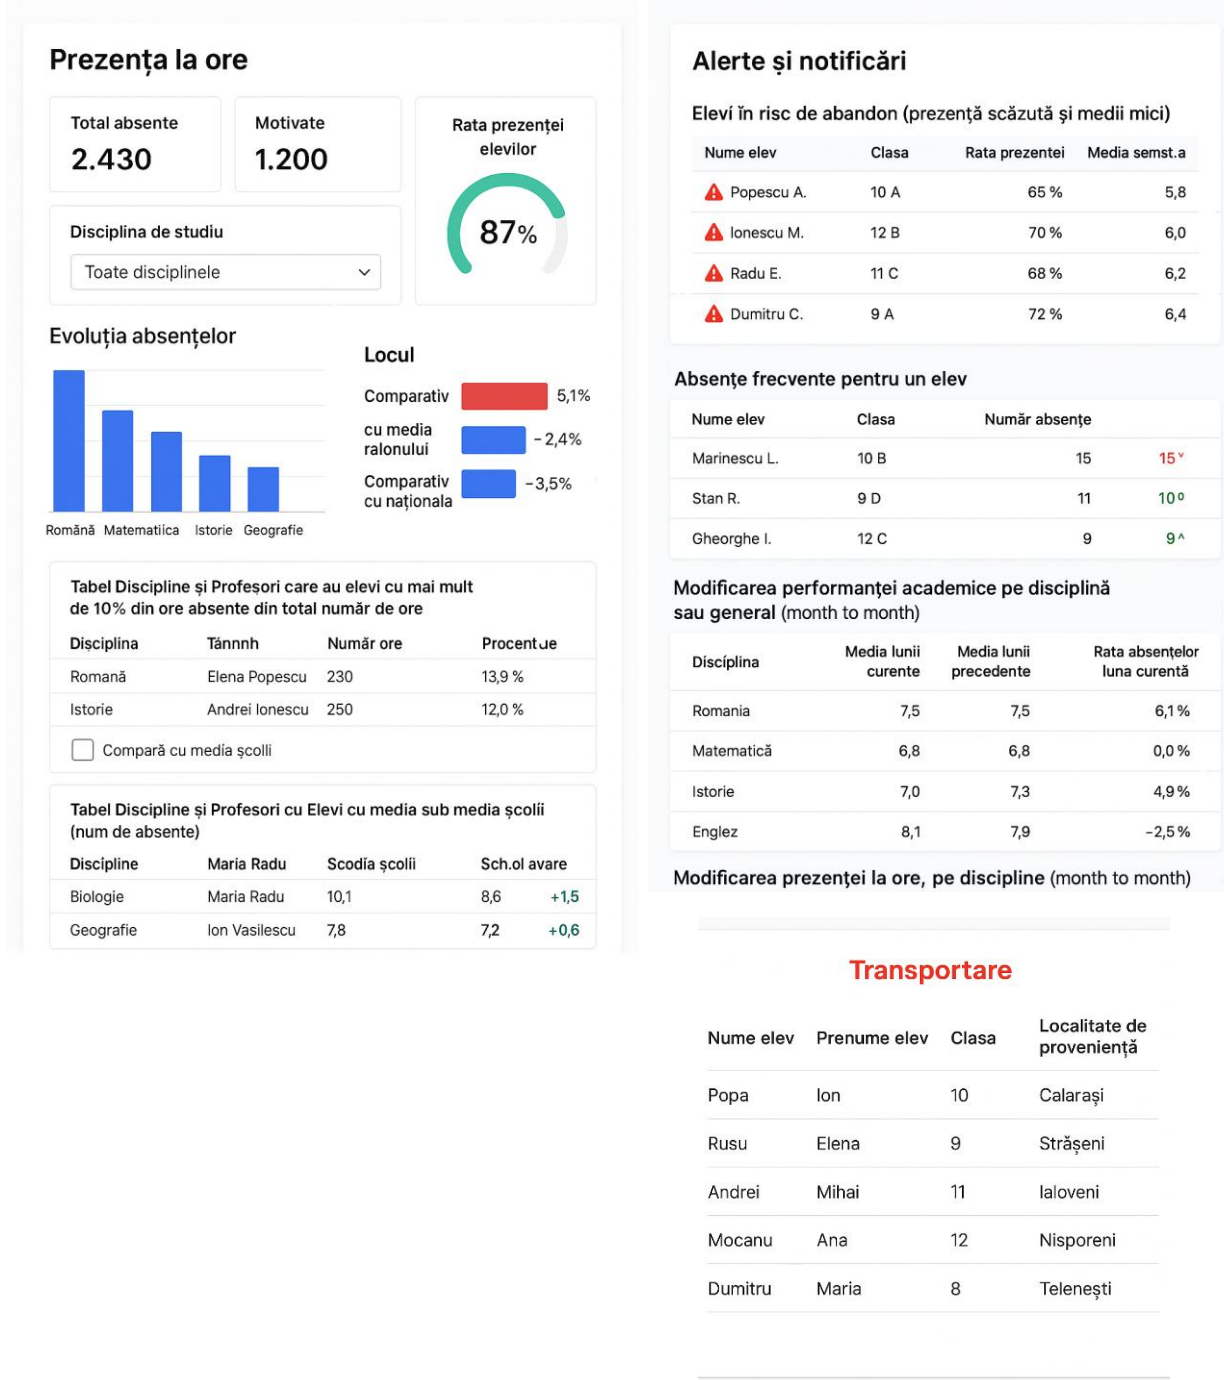 Prezența la ore
Total absente
2.430
Motivate
1.200
Rata prezenței
elevilor
87%
Disciplina de studiu
Toate disciplinele
Evoluția absențelor
Română Matematiica Istorie Geografie
Locul
Comparativ 5,1%
cu media
ralonului
-2,4%
Comparativ
cu naționala
-3,5%
Tabel Discipline și Profesori care au elevi cu mai mult
de 10% din ore absente din total număr de ore
Disciplina Tánnnh Număr ore Procentue
Romană Elena Popescu 230 13,9 %
Istorie Andrei Ionescu 250 12,0 %
Compară cu medía școlli
Tabel Discipline și Profesori cu Elevi cu media sub media școlíi
(num de absente)
Discipline Maria Radu Scodía școlíi Sch.ol avare
Biologie Maria Radu 10,1 8,6 +1,5
Geografie Ion Vasilescu 7,8 7,2 +0,6
Alerte și notificări
Eleví în risc de abandon (prezență scăzută și medii mici)
Nume elev Clasa Rata prezentei Media semst.a
Popescu A. 10 A 65 % 5,8
Ionescu M. 12 B 70 % 6,0
Radu E. 11 C 68 % 6,2
Dumitru C. 9 A 72 % 6,4
Absențe frecvente pentru un elev
Nume elev Clasa Număr absențe
Marinescu L. 10 B 15 15
Stan R. 9 D 11 10
Gheorghe I. 12 C 9 9
Modificarea performanței academice pe disciplină
sau general (month to month)
Discíplina Media lunii curente Media lunii precedente Rata absențelor luna curentă
Romania 7,5 7,5 6,1 %
Matematică 6,8 6,8 0,0 %
Istorie 7,0 7,3 4,9 %
Englez 8,1 7,9 -2,5 %
Modificarea prezenței la ore, pe discipline (month to month)
Transportare
Nume elev Prenume elev Clasa Localitate de proveniență
Popa Ion 10 Calarași
Rusu Elena 9 Strășeni
Andrei Mihai 11 Ialoveni
Mocanu Ana 12 Nisporeni
Dumitru Maria 8 Telenești